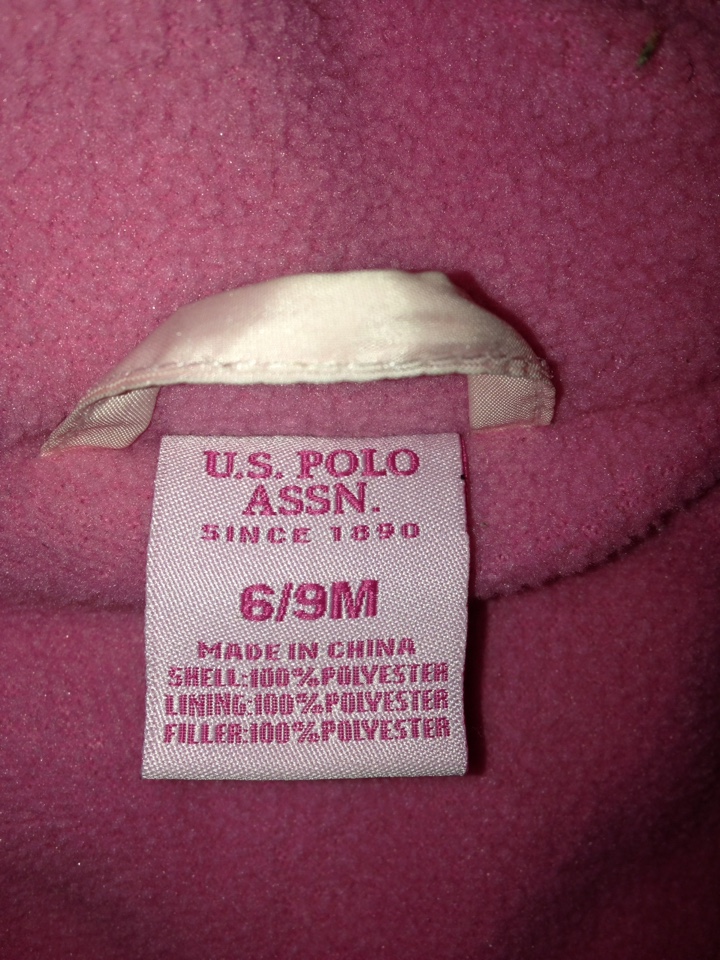 U.S. POLO
ASSN.
SINCE 1890
6/9M
MADE IN CHINA
SHELL:100%POLYESTER
LINING:100%POLYESTER
FILLER:100%POLYESTER